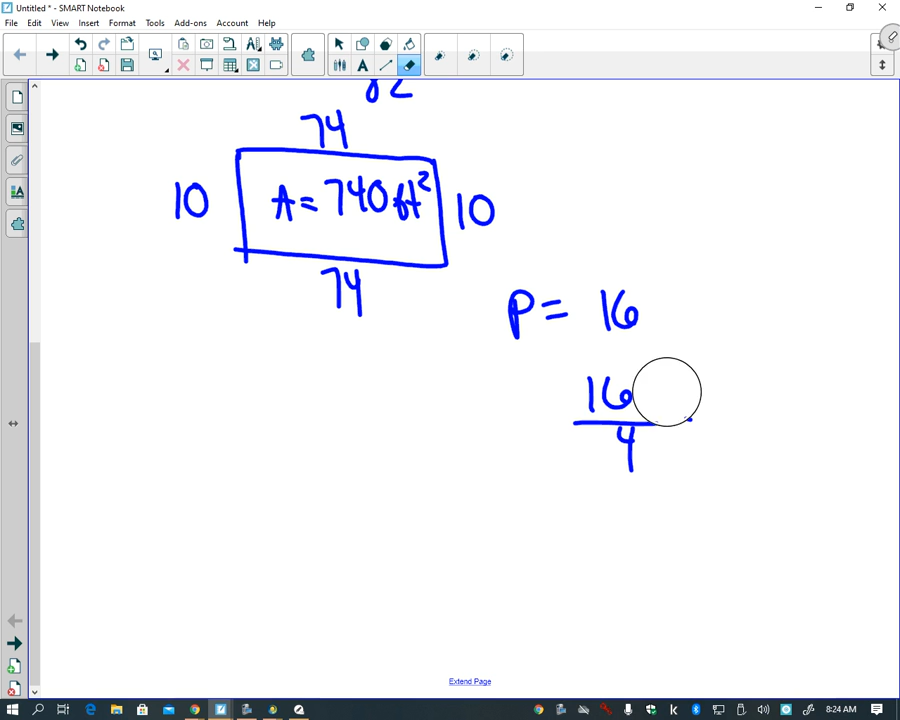 Untitled * - SMART Notebook
File Edit View Insert Format Tools Add-ons Account Help
74
10 A = 740 ft² 10
74
P = 16
16
4
Extend Page
8:24 AM